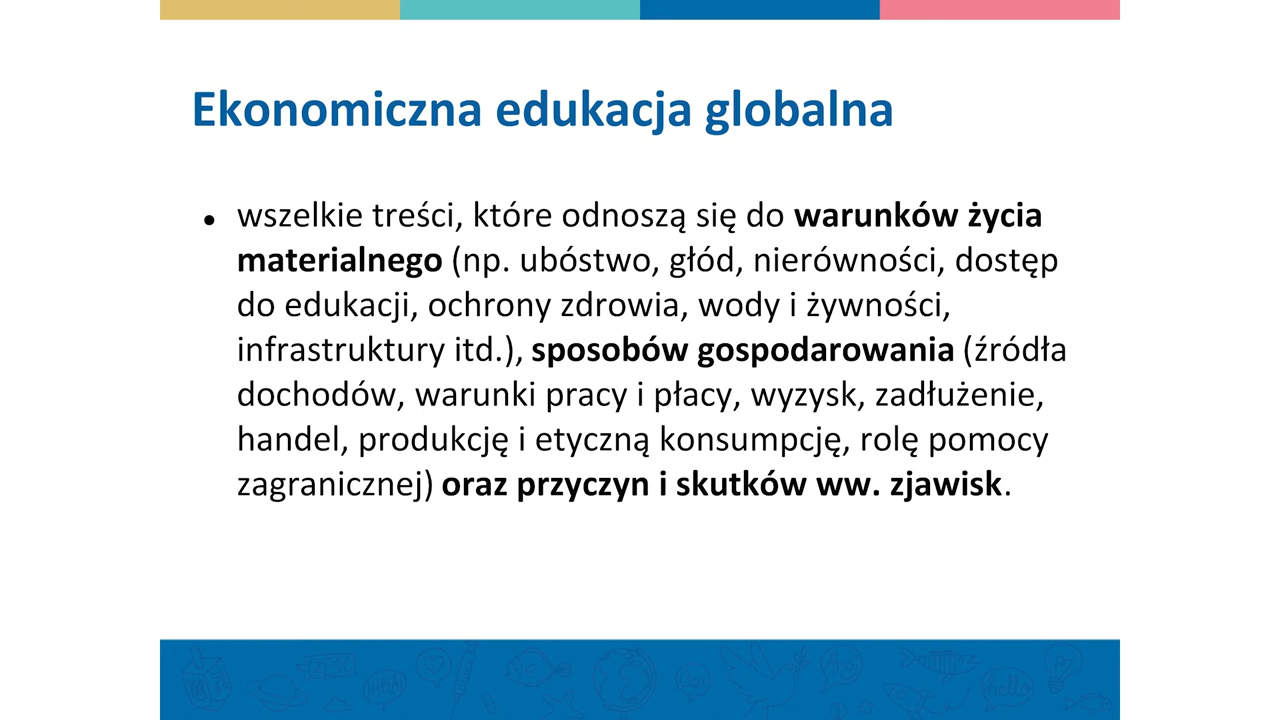 Ekonomiczna edukacja globalna
• wszelkie treści, które odnoszą się do warunków życia
materialnego (np. ubóstwo, głód, nierówności, dostęp
do edukacji, ochrony zdrowia, wody i żywności,
infrastruktury itd.), sposobów gospodarowania (źródła
dochodów, warunki pracy i płacy, wyzysk, zadłużenie,
handel, produkcję i etyczną konsumpcję, rolę pomocy
zagranicznej) oraz przyczyn i skutków ww. zjawisk.
hello